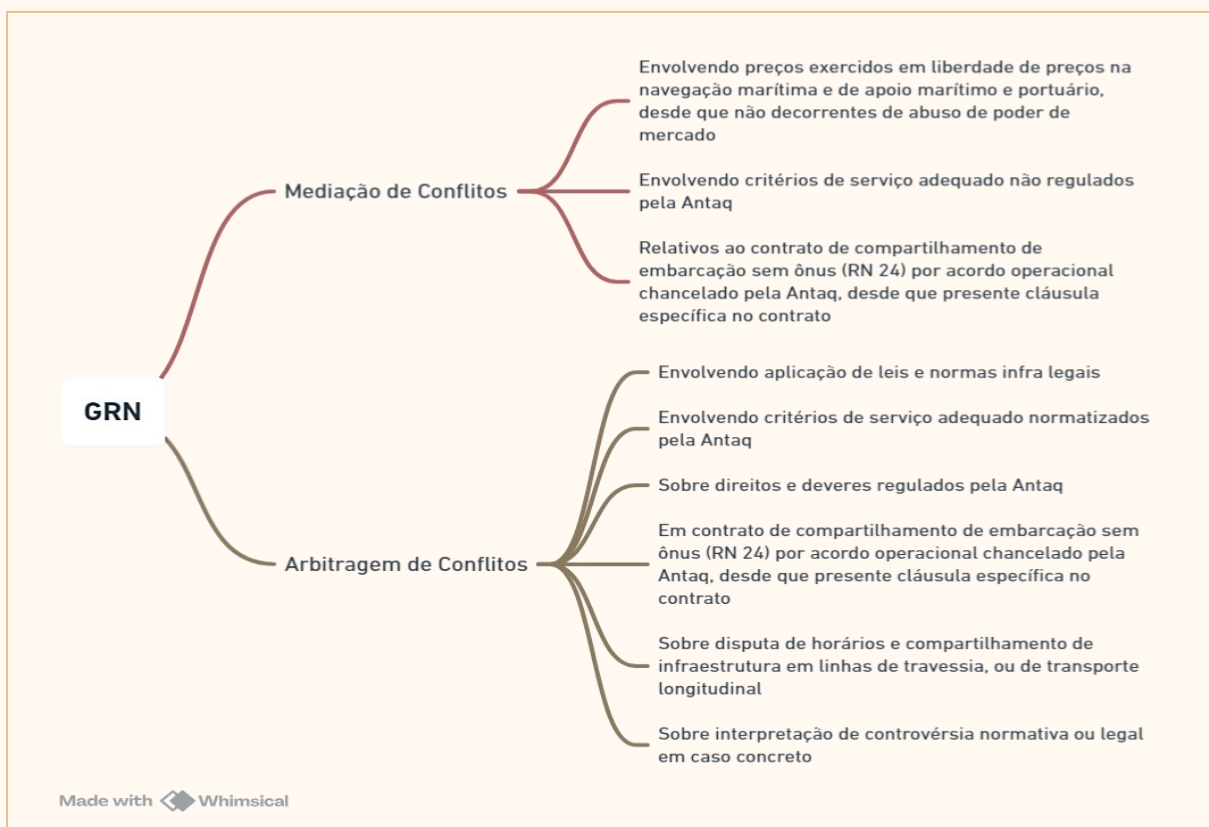 GRN
Mediação de Conflitos
Envolvendo preços exercidos em liberdade de preços na
navegação marítima e de apoio marítimo e portuário,
desde que não decorrentes de abuso de poder de
mercado
Envolvendo critérios de serviço adequado não regulados
pela Antaq
Relativos ao contrato de compartilhamento de
embarcação sem ônus (RN 24) por acordo operacional
chancelado pela Antaq, desde que presente cláusula
específica no contrato
Arbitragem de Conflitos
Envolvendo aplicação de leis e normas infra legais
Envolvendo critérios de serviço adequado normatizados
pela Antaq
Sobre direitos e deveres regulados pela Antaq
Em contrato de compartilhamento de embarcação sem
ônus (RN 24) por acordo operacional chancelado pela
Antaq, desde que presente cláusula específica no
contrato
Sobre disputa de horários e compartilhamento de
infraestrutura em linhas de travessia, ou de transporte
longitudinal
Sobre interpretação de controvérsia normativa ou legal
em caso concreto
Made with Whimsical